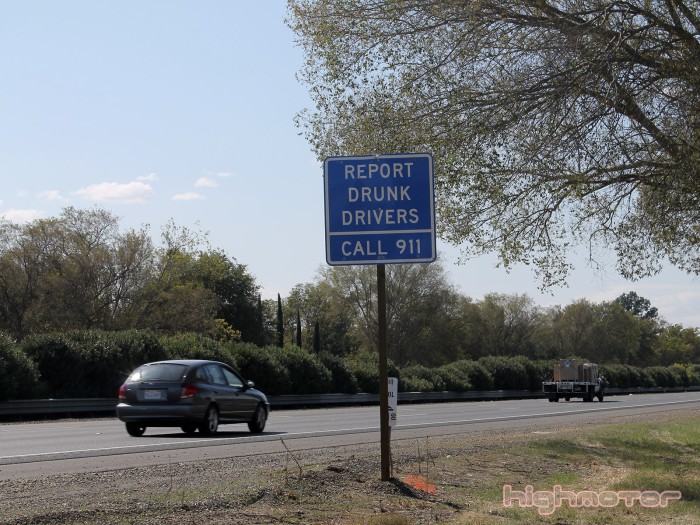 REPORT
DRUNK
DRIVERS
CALL 911
highmotor